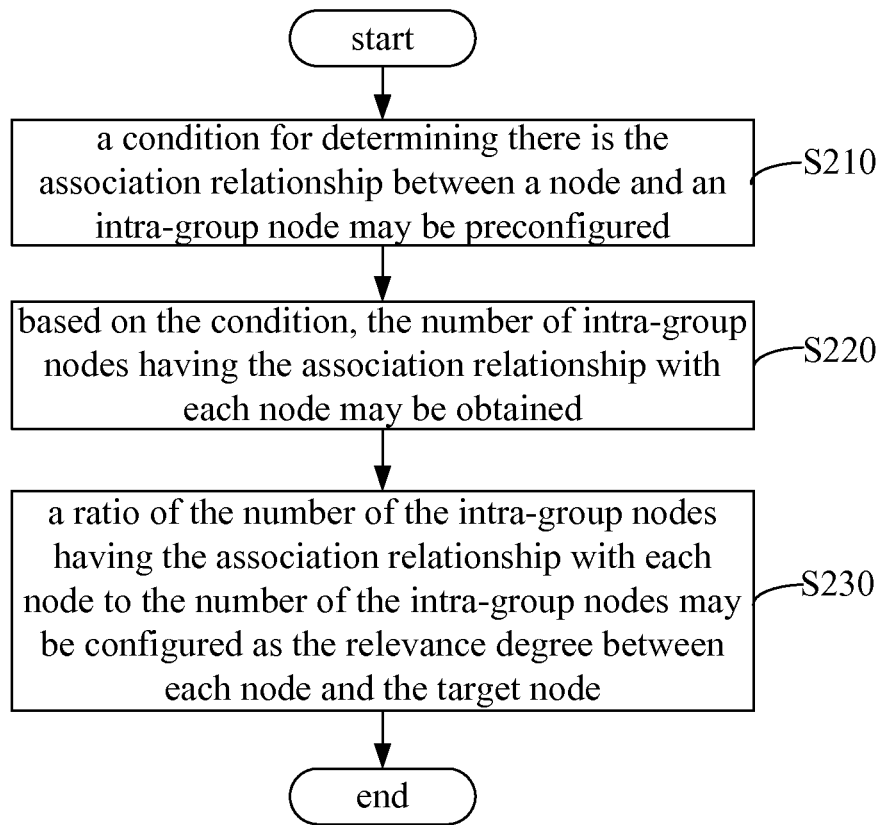 start
a condition for determining there is the
association relationship between a node and an
intra-group node may be preconfigured
S210
based on the condition, the number of intra-group
nodes having the association relationship with
each node may be obtained
S220
a ratio of the number of the intra-group nodes
having the association relationship with each
node to the number of the intra-group nodes may
be configured as the relevance degree between
each node and the target node
S230
end